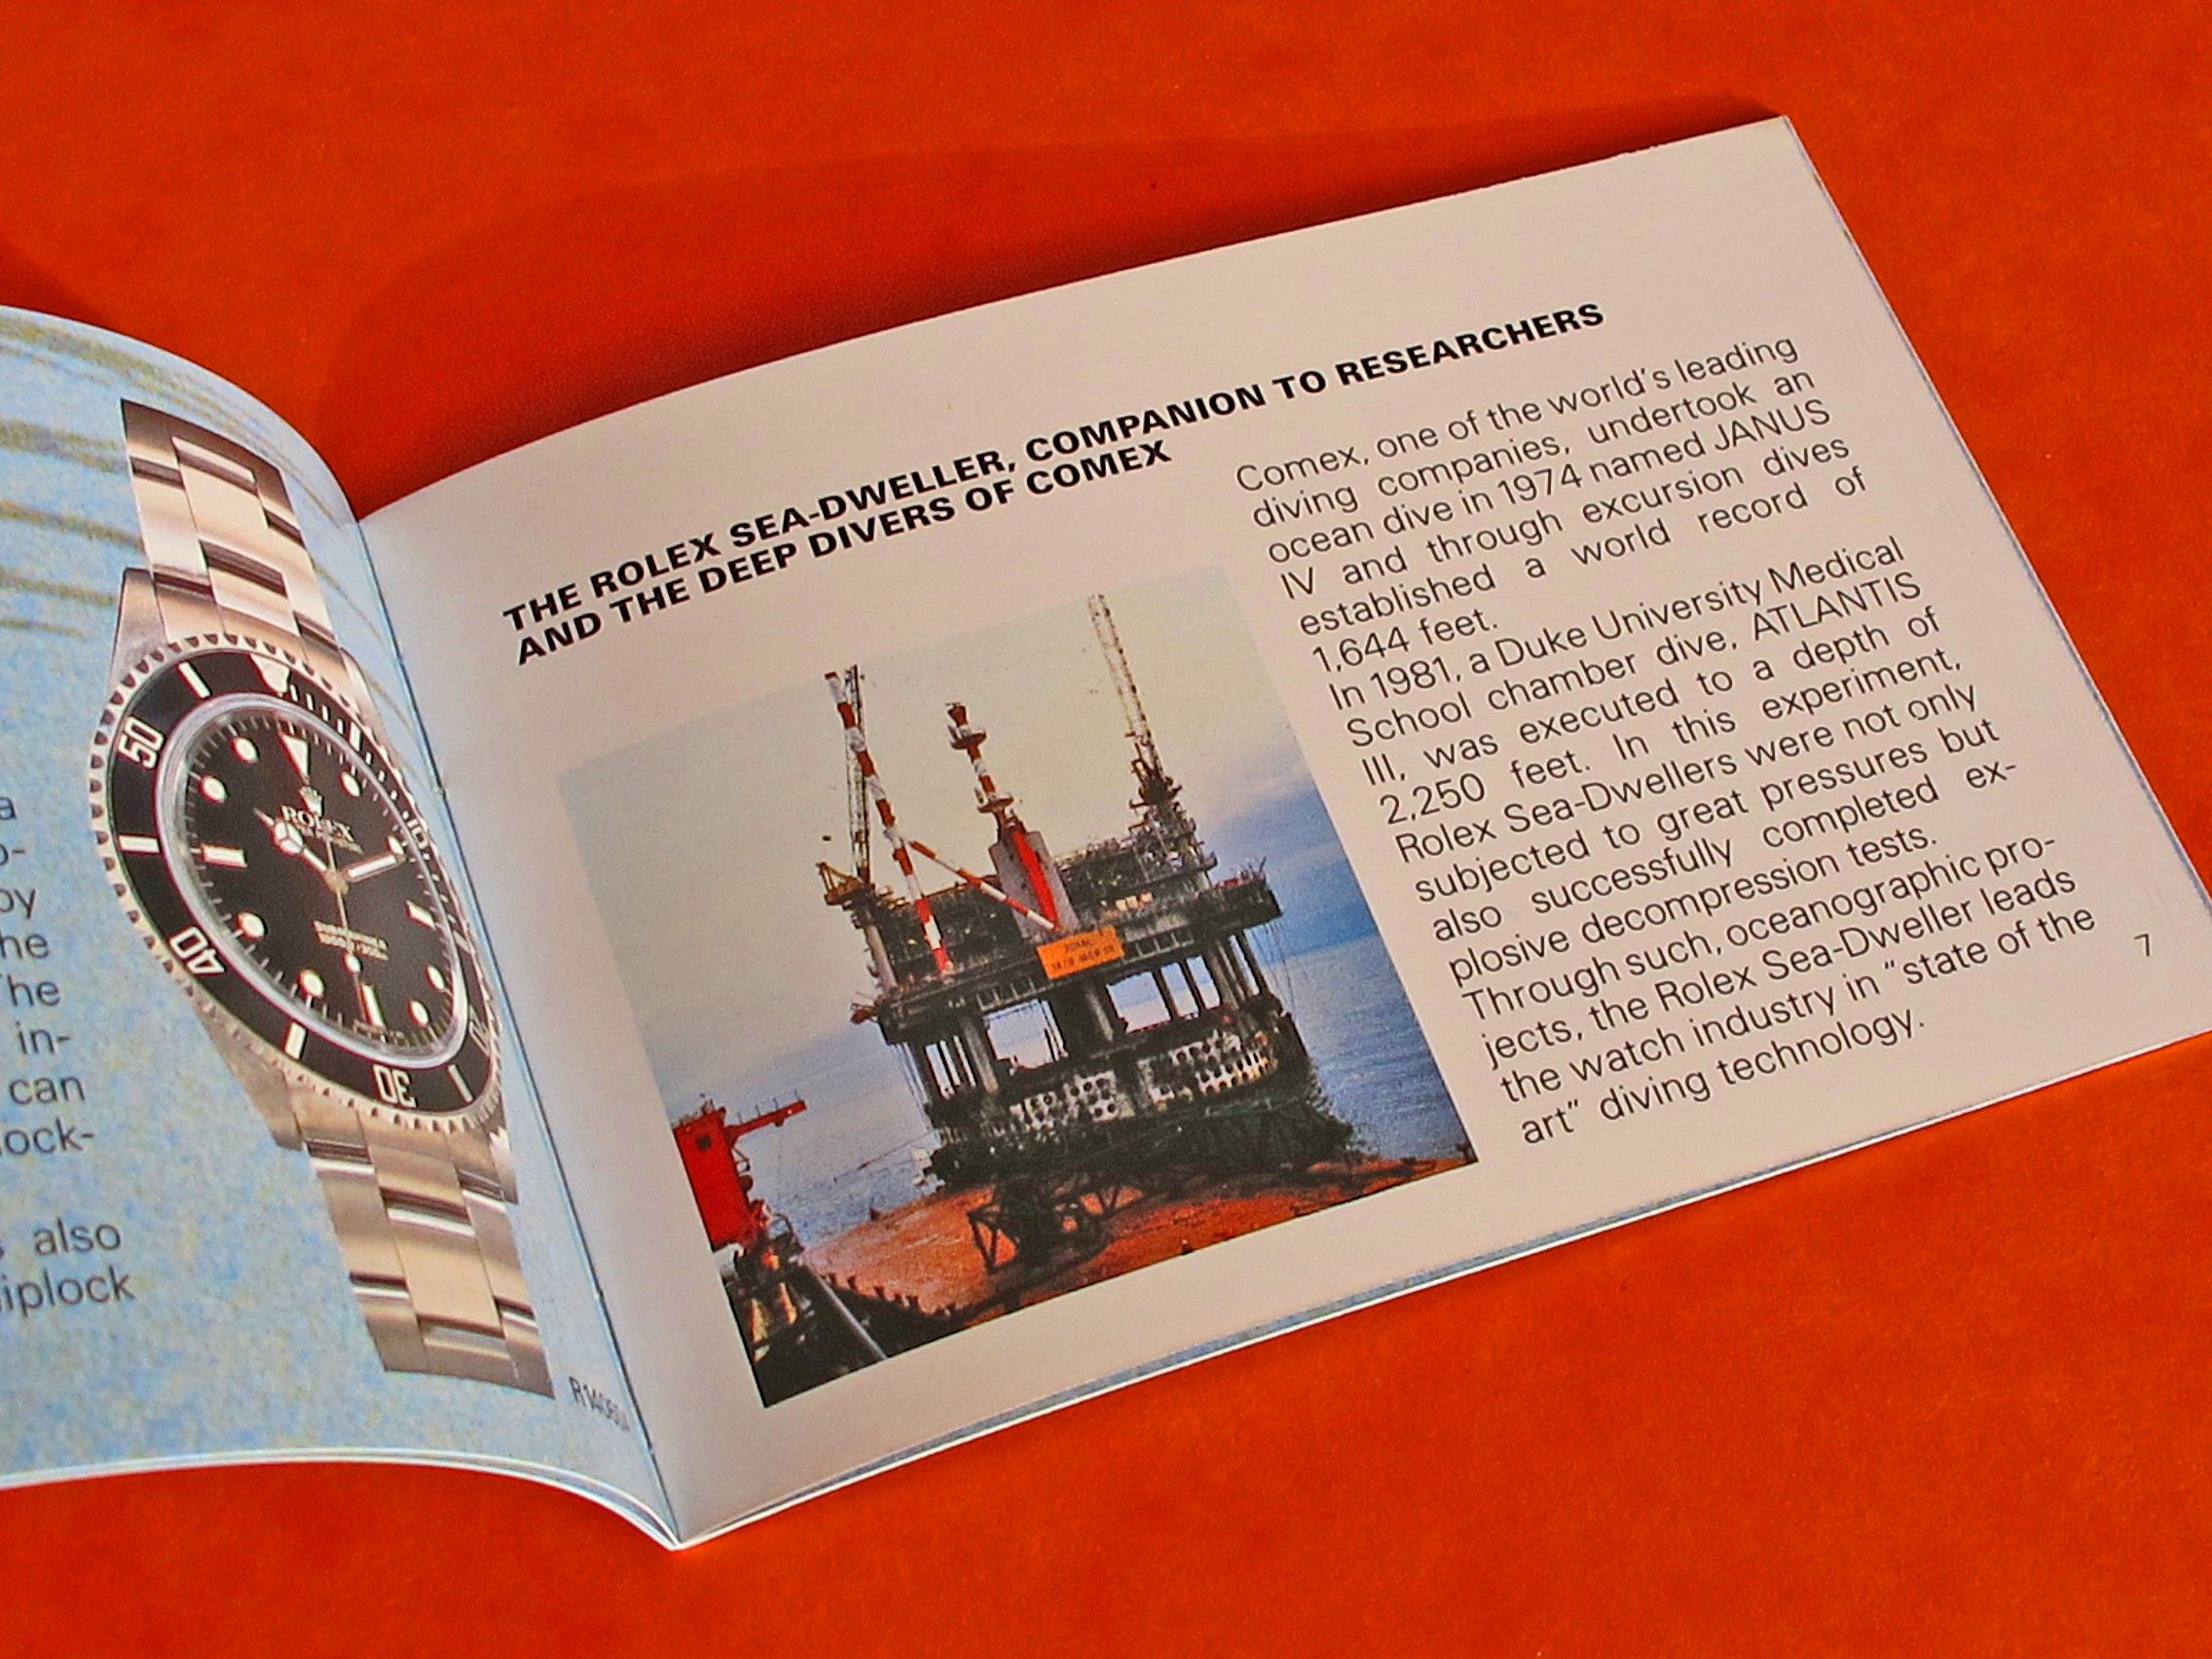 a
o-
by
he
The
in-
can
lock-
also
iplock
50
40
30
10
ROLEX
SUBMARINER
THE ROLEX SEA-DWELLER, COMPANION TO RESEARCHERS
AND THE DEEP DIVERS OF COMEX
Comex, one of the world's leading
diving companies, undertook an
ocean dive in 1974 named JANUS
IV and through excursion dives
established a world record of
1,644 feet.
In 1981, a Duke University Medical
School chamber dive, ATLANTIS
III, was executed to a depth of
2,250 feet. In this experiment,
Rolex Sea-Dwellers were not only
subjected to great pressures but
also successfully completed ex-
plosive decompression tests.
Through such, oceanographic pro-
jects, the Rolex Sea-Dweller leads
the watch industry in "state of the
art" diving technology.
7